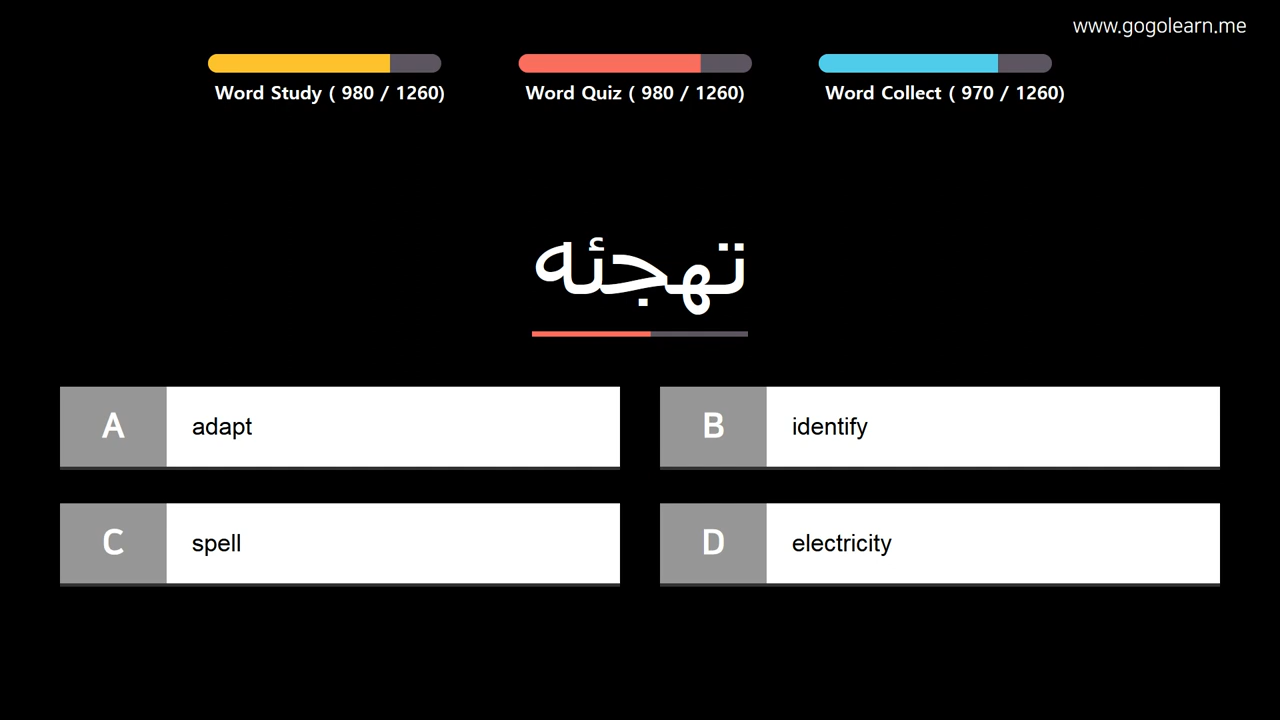 www.gogolearn.me
Word Study ( 980 / 1260)
Word Quiz ( 980 / 1260)
Word Collect ( 970 / 1260)
تهجئه
A
adapt
B
identify
C
spell
D
electricity